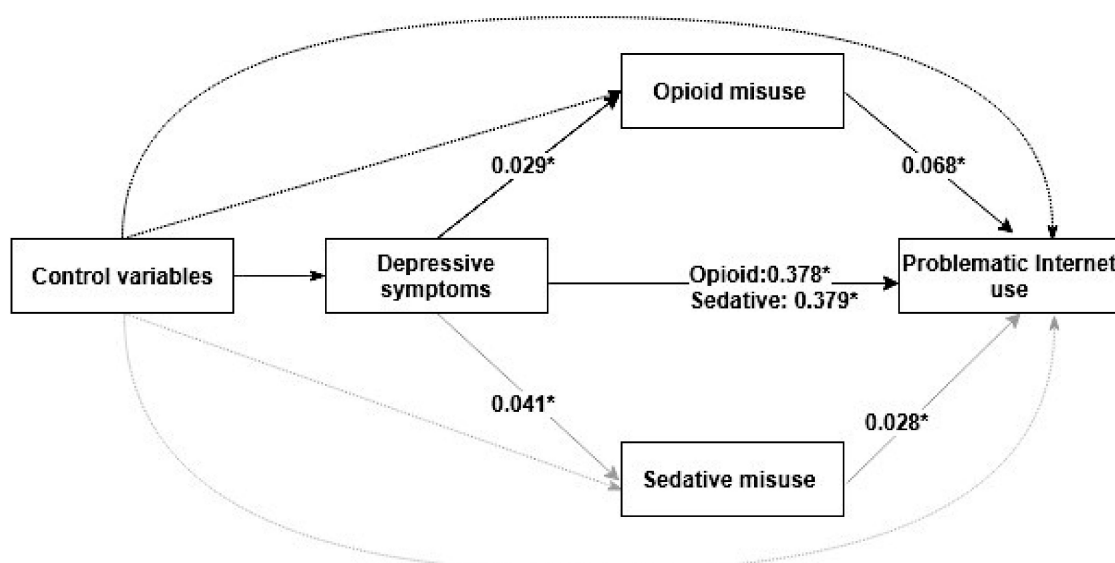 Opioid misuse
0.029*
0.068*
Control variables
Depressive
symptoms
Opioid:0.378*
Sedative: 0.379*
Problematic Internet
use
0.041*
0.028*
Sedative misuse